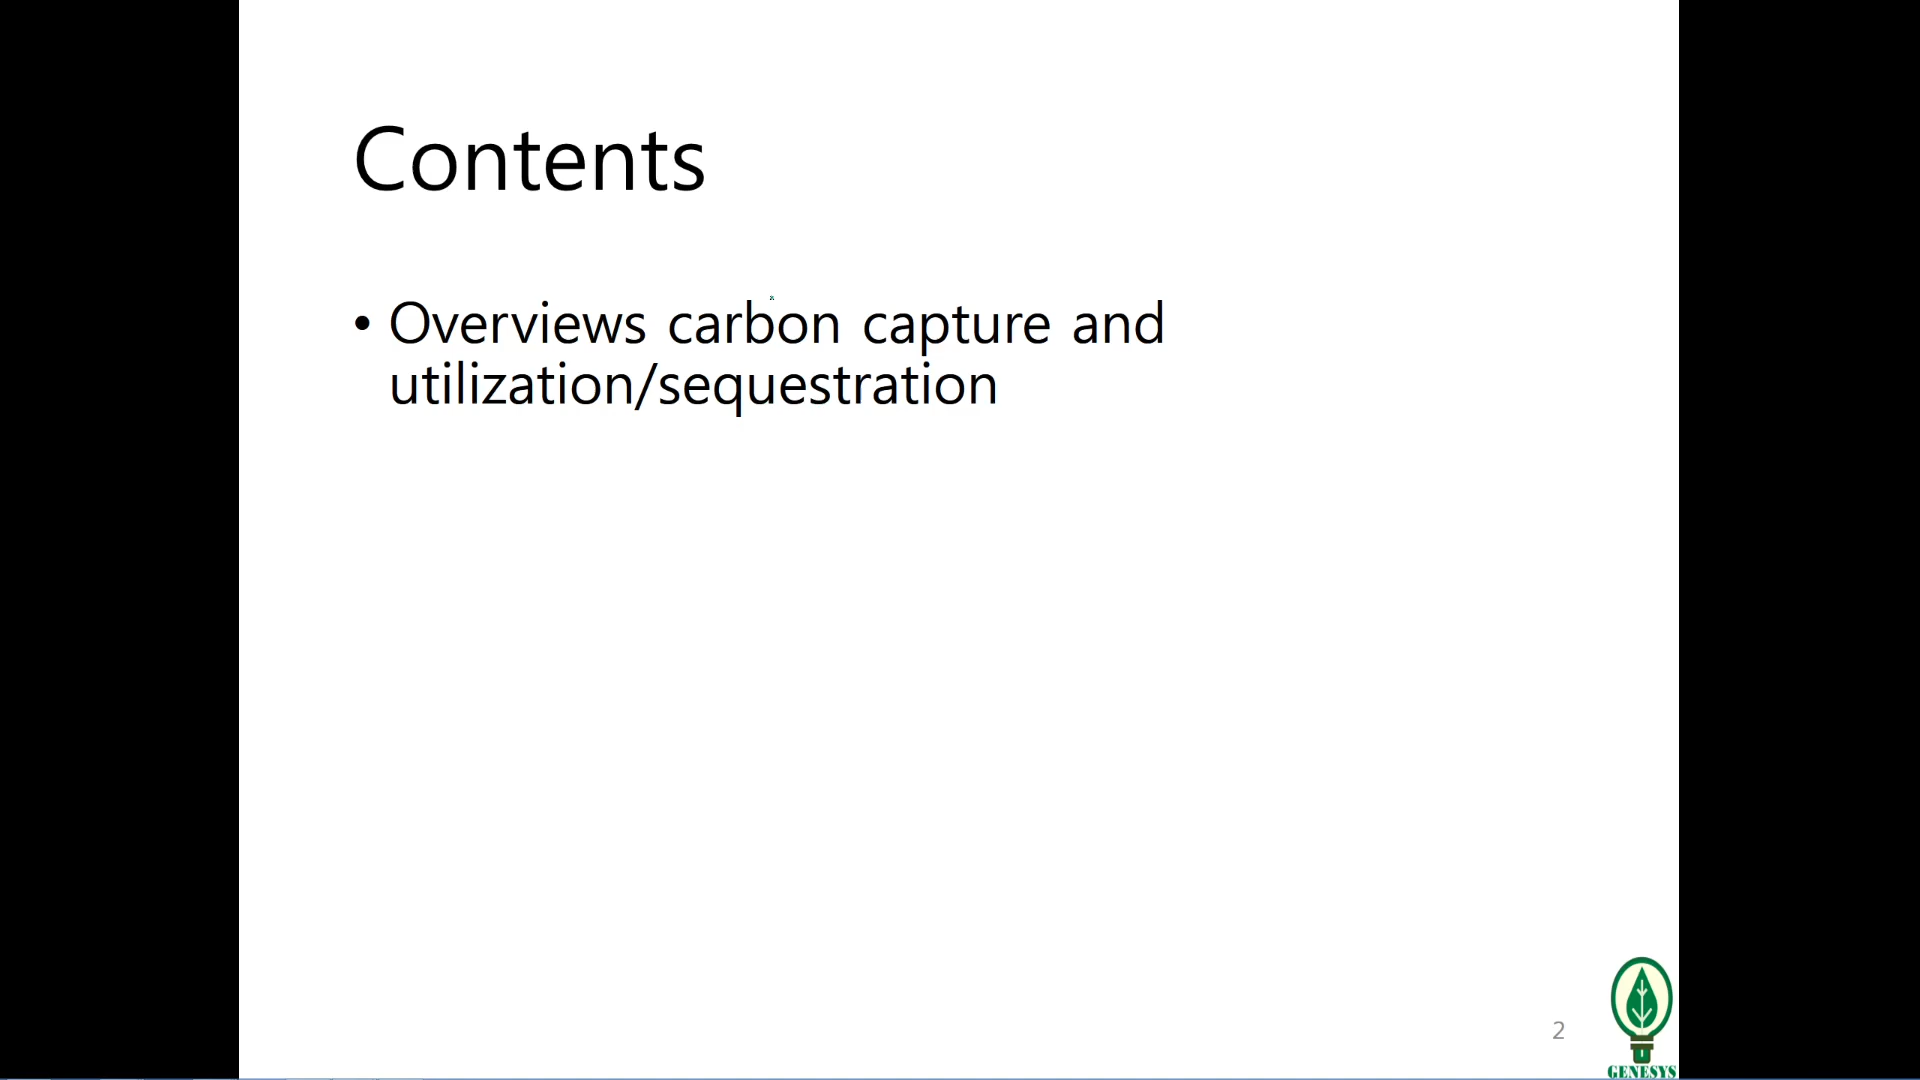 Contents
• Overviews carbon capture and
utilization/sequestration
2
GENESYS